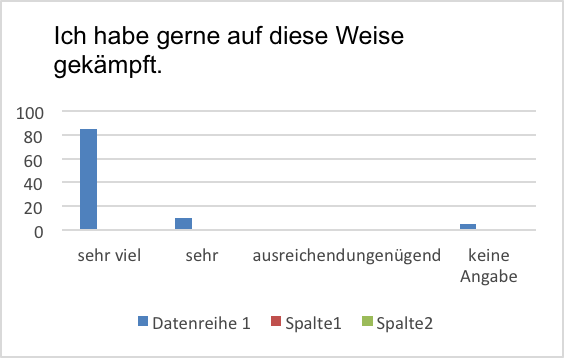 Ich habe gerne auf diese Weise
gekämpft.
100
80
60
40
20
0
sehr viel
sehr
ausreichend
ungenügend
keine
Angabe
Datenreihe 1
Spalte1
Spalte2